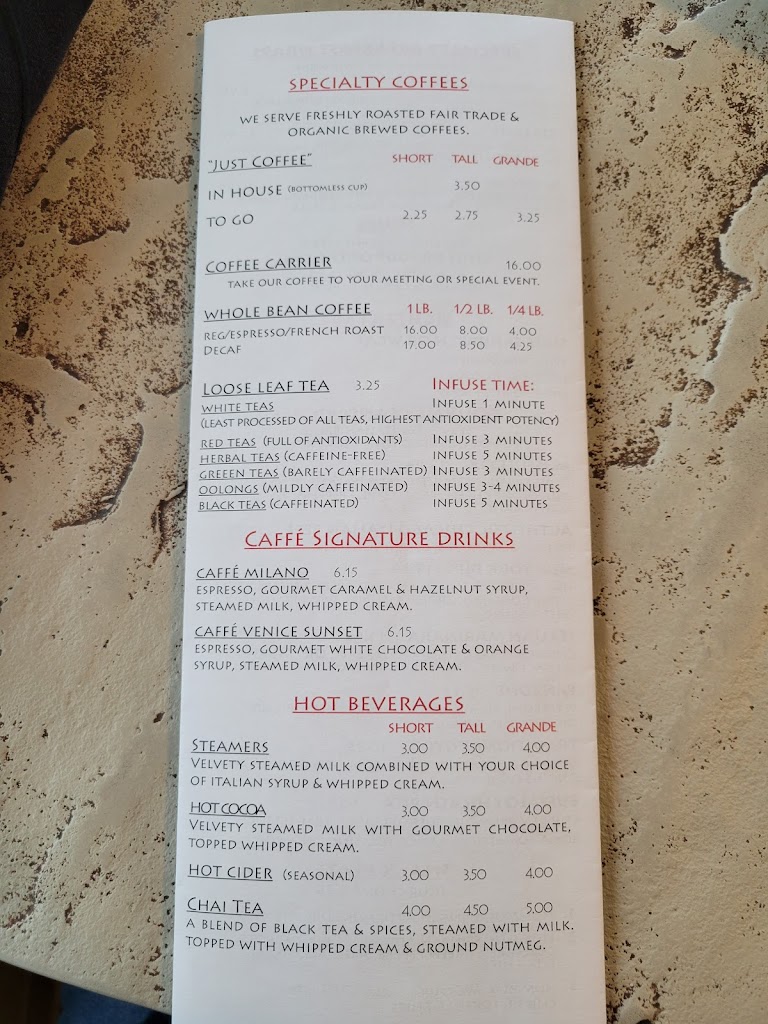 SPECIALTY COFFEES
WE SERVE FRESHLY ROASTED FAIR TRADE &
ORGANIC BREWED COFFEES.
"JUST COFFEE" SHORT TALL GRANDE
IN HOUSE (BOTTOMLESS CUP) 3.50
TO GO 2.25 2.75 3.25
COFFEE CARRIER 16.00
TAKE OUR COFFEE TO YOUR MEETING OR SPECIAL EVENT.
WHOLE BEAN COFFEE 1 LB. 1/2 LB. 1/4 LB.
REG/ESPRESSO/FRENCH ROAST 16.00 8.00 4.00
DECAF 17.00 8.50 4.25
LOOSE LEAF TEA 3.25 INFUSE TIME:
WHITE TEAS INFUSE 1 MINUTE
(LEAST PROCESSED OF ALL TEAS, HIGHEST ANTIOXIDENT POTENCY)
RED TEAS (FULL OF ANTIOXIDANTS) INFUSE 3 MINUTES
HERBAL TEAS (CAFFEINE-FREE) INFUSE 5 MINUTES
GREEEN TEAS (BARELY CAFFEINATED) INFUSE 3 MINUTES
OOLONGS (MILDLY CAFFEINATED) INFUSE 3-4 MINUTES
BLACK TEAS (CAFFEINATED) INFUSE 5 MINUTES
CAFFÉ SIGNATURE DRINKS
CAFFÉ MILANO 6.15
ESPRESSO, GOURMET CARAMEL & HAZELNUT SYRUP,
STEAMED MILK, WHIPPED CREAM.
CAFFÉ VENICE SUNSET 6.15
ESPRESSO, GOURMET WHITE CHOCOLATE & ORANGE
SYRUP, STEAMED MILK, WHIPPED CREAM.
HOT BEVERAGES
SHORT TALL GRANDE
STEAMERS 3.00 3.50 4.00
VELVETY STEAMED MILK COMBINED WITH YOUR CHOICE
OF ITALIAN SYRUP & WHIPPED CREAM.
HOT COCOA 3.00 3.50 4.00
VELVETY STEAMED MILK WITH GOURMET CHOCOLATE,
TOPPED WHIPPED CREAM.
HOT CIDER (SEASONAL) 3.00 3.50 4.00
CHAI TEA 4.00 4.50 5.00
A BLEND OF BLACK TEA & SPICES, STEAMED WITH MILK.
TOPPED WITH WHIPPED CREAM & GROUND NUTMEG.